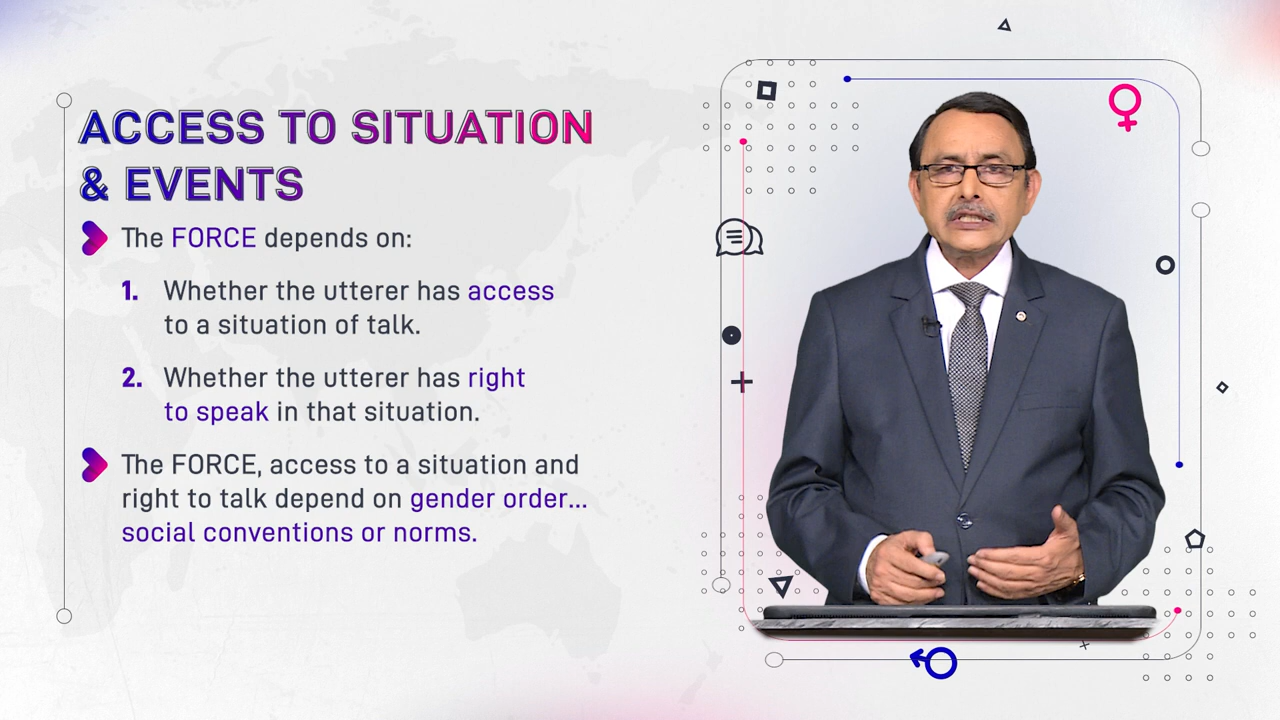 ACCESS TO SITUATION
& EVENTS
The FORCE depends on:
1. Whether the utterer has access
to a situation of talk.
2. Whether the utterer has right
to speak in that situation.
The FORCE, access to a situation and
right to talk depend on gender order...
social conventions or norms.